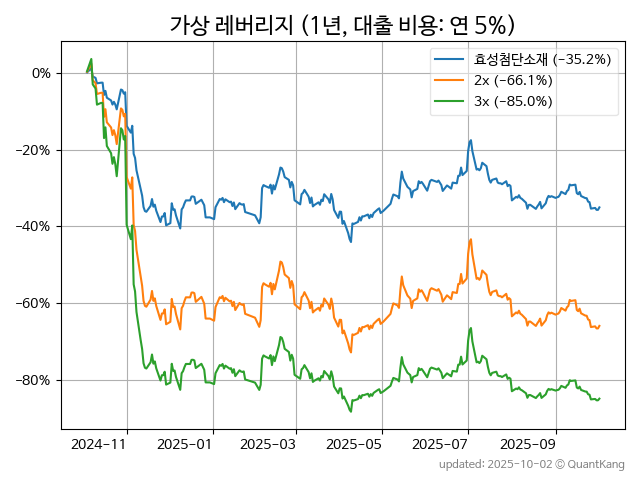 가상 레버리지 (1년, 대출 비용: 연 5%)
효성첨단소재 (−35.2%)
2x (−66.1%)
3x (−85.0%)
0%
−20%
−40%
−60%
−80%
2024-11 2025-01 2025-03 2025-05 2025-07 2025-09
updated: 2025-10-02 © QuantKang